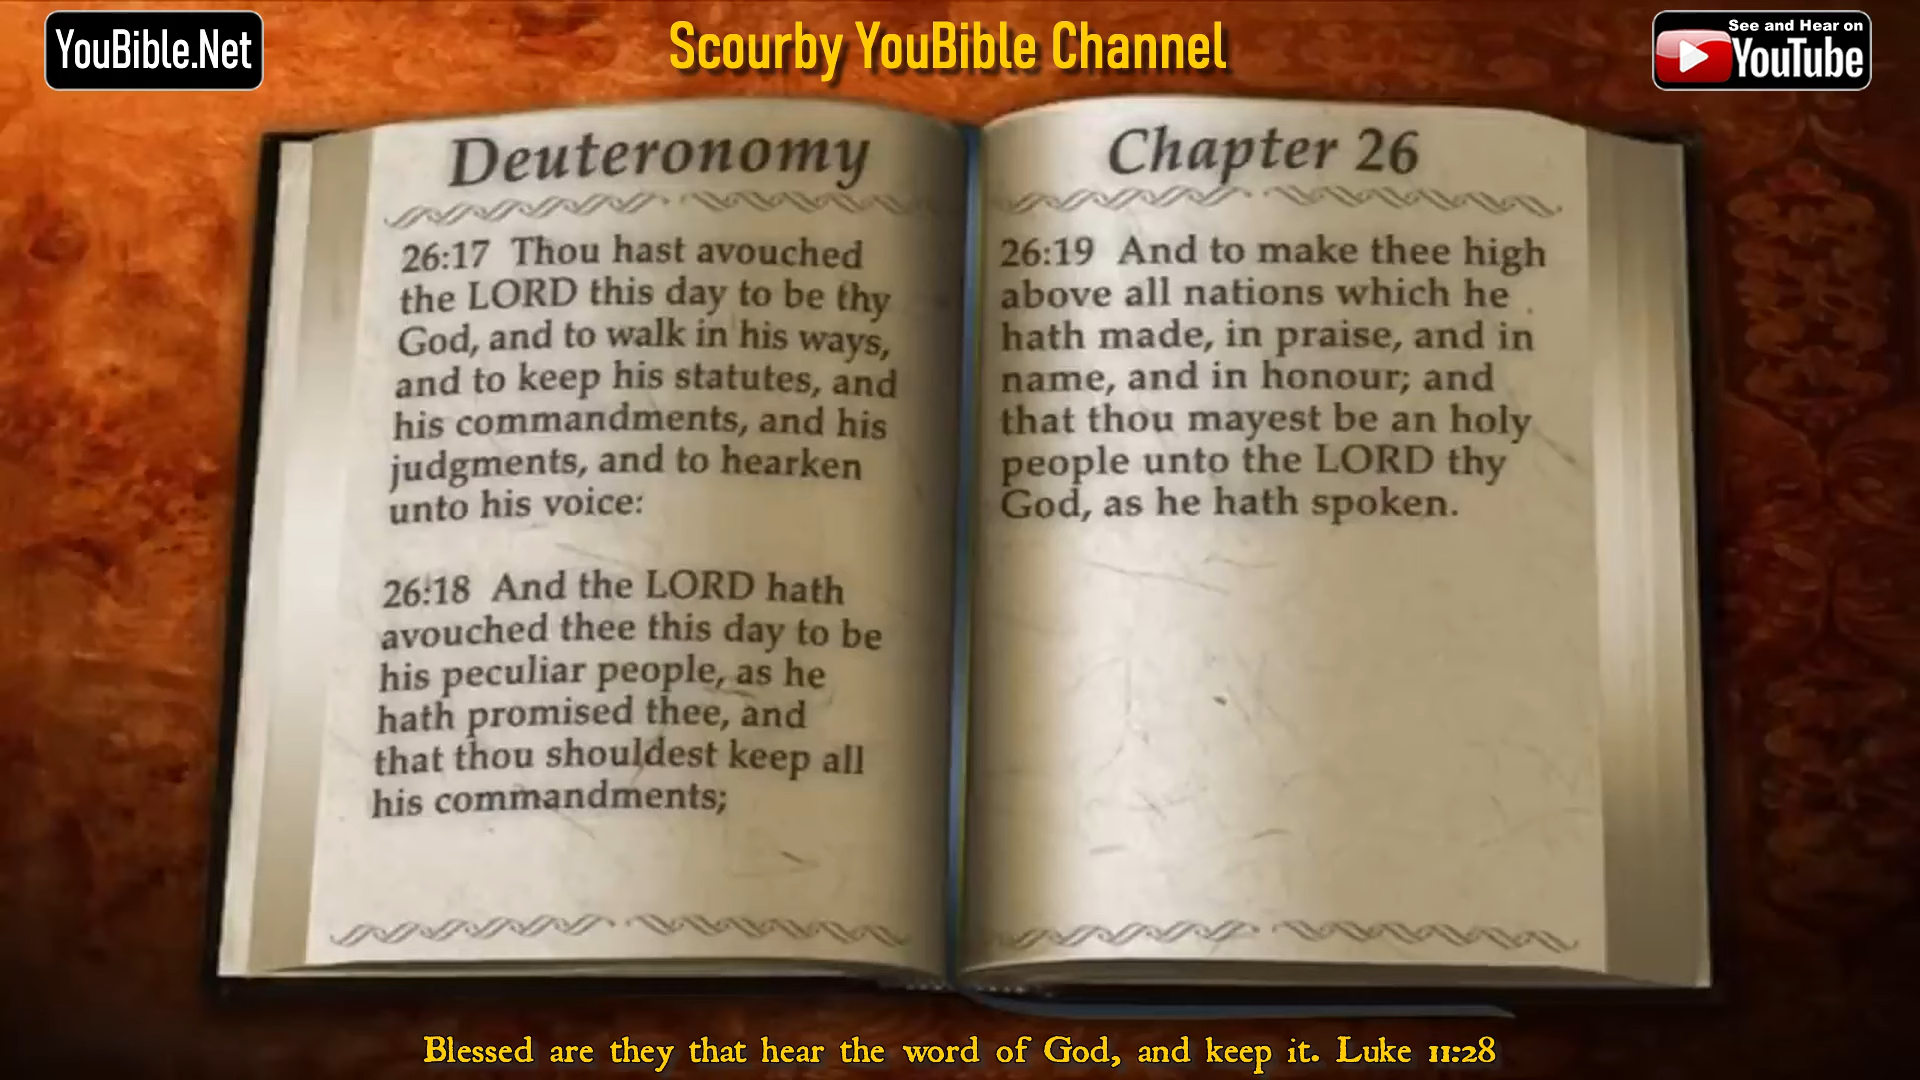 YouBible.Net
Scourby YouBible Channel
See and Hear on
YouTube
Deuteronomy
26:17 Thou hast avouched
the LORD this day to be thy
God, and to walk in his ways,
and to keep his statutes, and
his commandments, and his
judgments, and to hearken
unto his voice:
26:18 And the LORD hath
avouched thee this day to be
his peculiar people, as he
hath promised thee, and
that thou shouldest keep all
his commandments;
Chapter 26
26:19 And to make thee high
above all nations which he
hath made, in praise, and in
name, and in honour; and
that thou mayest be an holy
people unto the LORD thy
God, as he hath spoken.
Blessed are they that hear the word of God, and keep it. Luke 11:28